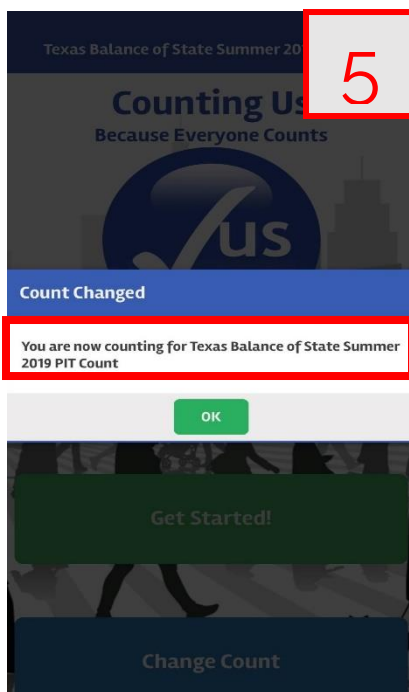 Texas Balance of State Summer 20
5
Counting Us
Because Everyone Counts
us
Count Changed
You are now counting for Texas Balance of State Summer
2019 PIT Count
OK
Get Started!
Change Count